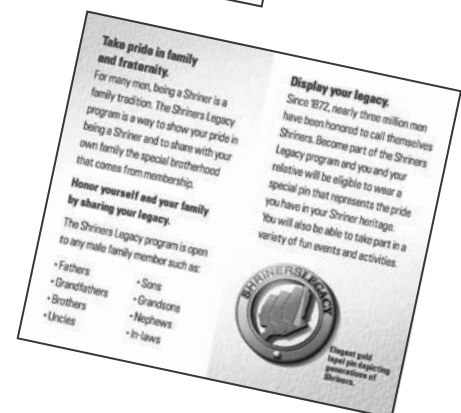 Take pride in family
and fraternity.
For many men, being a Shriner is a
family tradition. The Shriners Legacy
program is a way to show your pride in
being a Shriner and to share with your
own family the special brotherhood
that comes from membership.
Honor yourself and your family
by sharing your legacy.
The Shriners Legacy program is open
to any male family member such as:
• Fathers
• Grandfathers
• Brothers
• Uncles
• Sons
• Grandsons
• Nephews
• In-laws
Display your legacy.
Since 1872, nearly three million men
have been honored to call themselves
Shriners. Become part of the Shriners
Legacy program and you and your
relative will be eligible to wear a
special pin that represents the pride
you have in your Shriner heritage.
You will also be able to take part in a
variety of fun events and activities.
SHRINERS LEGACY
Elegant gold
lapel pin depicting
generations of
Shriners.